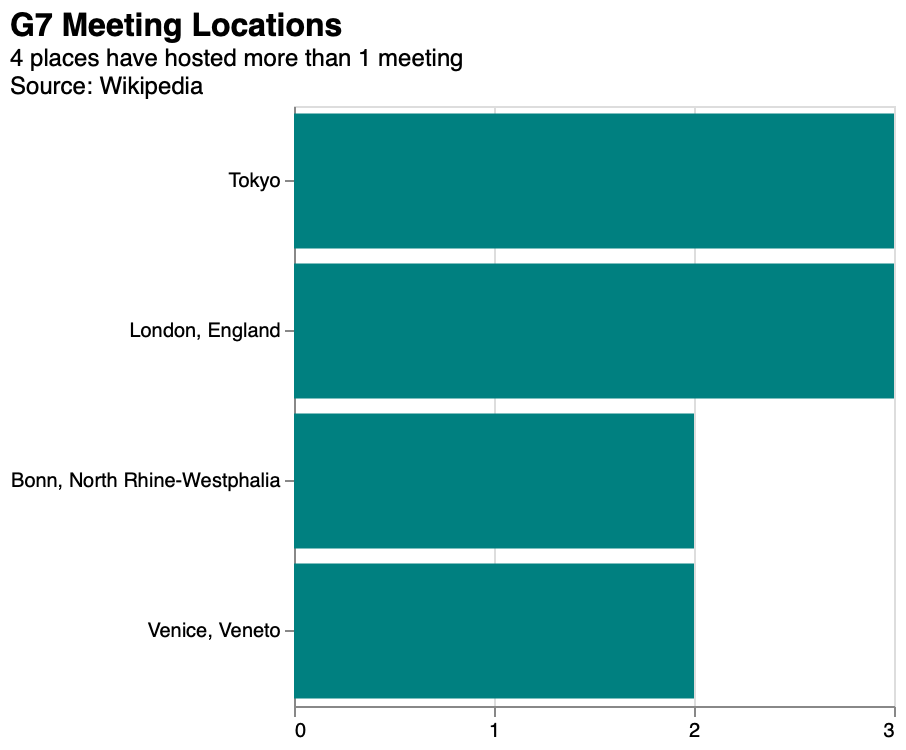 G7 Meeting Locations
4 places have hosted more than 1 meeting
Source: Wikipedia
Tokyo
London, England
Bonn, North Rhine-Westphalia
Venice, Veneto
0 1 2 3